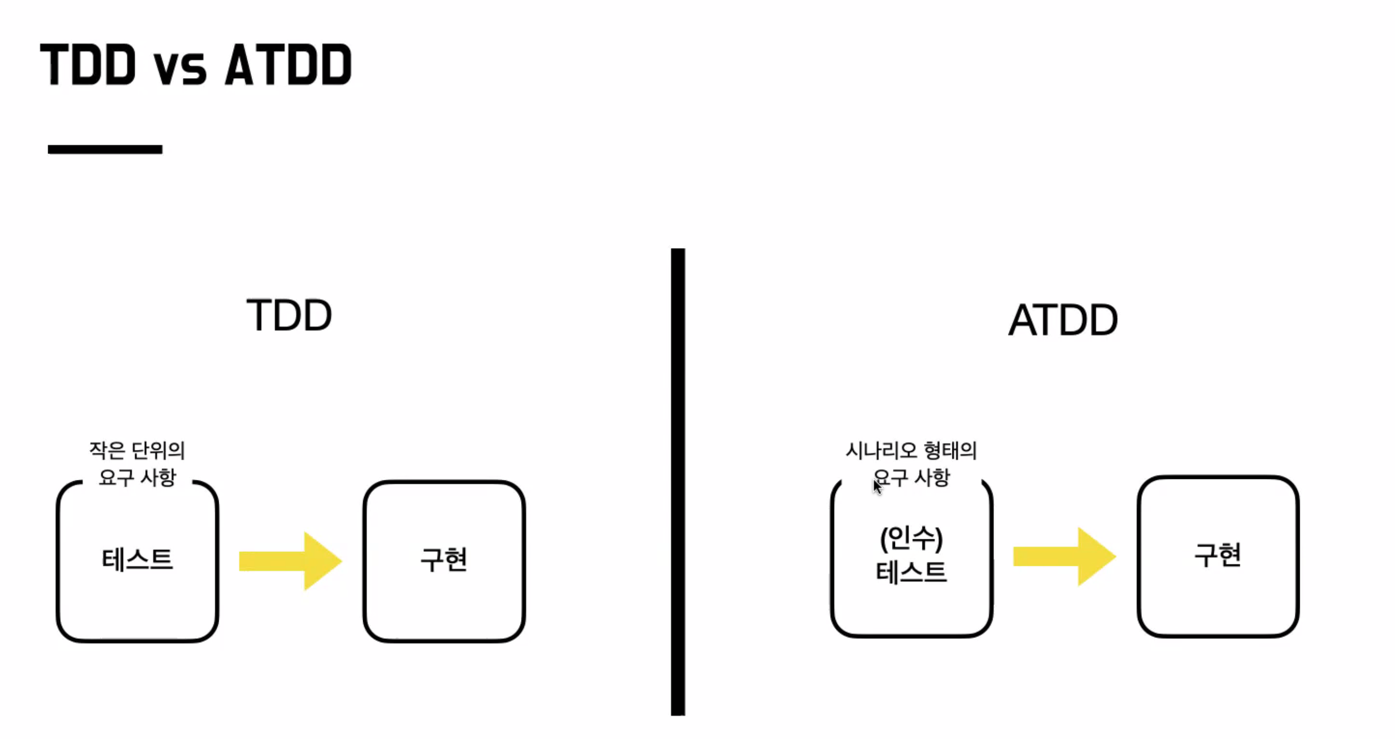 TDD vs ATDD
TDD
작은 단위의
요구 사항
테스트
구현
ATDD
시나리오 형태의
요구 사항
(인수)
테스트
구현